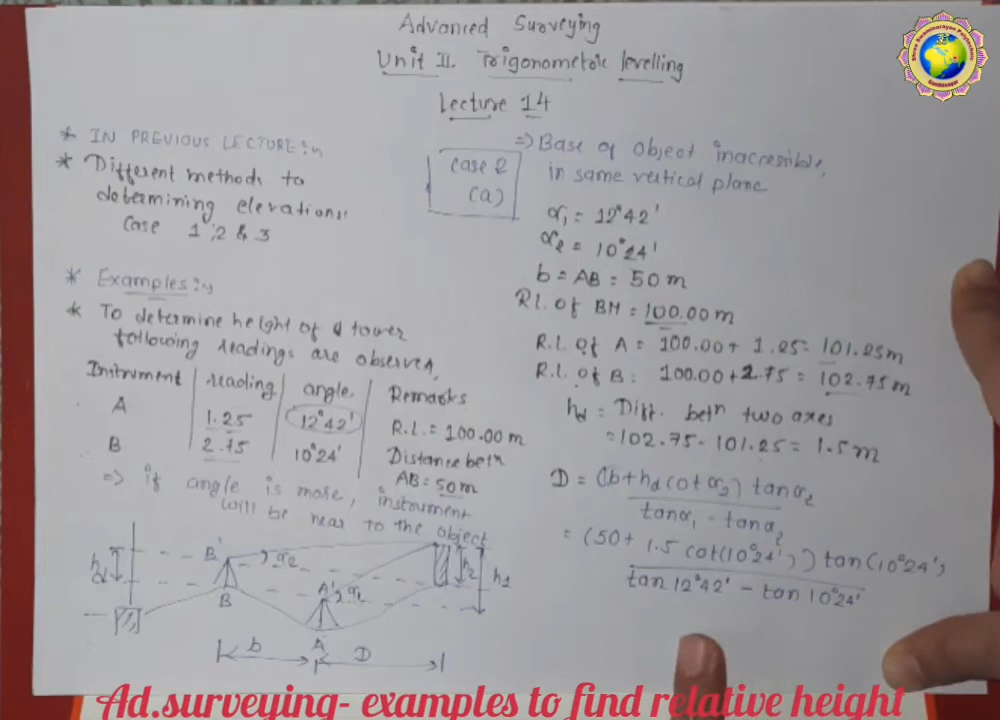 Advanced Surveying
Unit II. Trigonometric levelling
Lecture 14
* IN PREVIOUS LECTURE:-
* Different methods to
determining elevations.
Case 1, 2 & 3
* Examples:-
* To determine height of a tower
following readings are observed.
Instrument | reading | angle | Remarks
A | 1.25 | 12°42' | R.L. = 100.00 m
B | 2.75 | 10°24' | Distance betn
AB = 50m
=> if angle is more, instrument
will be near to the object
hd
B'
α2
B
A'
α1
A
h2
h1
b
D
case 2
(a)
=> Base of object inaccessible,
in same vertical plane
α1 = 12°42'
α2 = 10°24'
b = AB = 50 m
R.L. of BM = 100.00 m
R.L. of A = 100.00 + 1.25 = 101.25m
R.L. of B = 100.00 + 2.75 = 102.75 m
hd = Diff. betn two axes
= 102.75 - 101.25 = 1.5 m
D = (b + hd cot α2) tan α2
tan α1 - tan α2
= (50 + 1.5 cot(10°24')) tan(10°24')
tan 12°42' - tan 10°24'
Ad.surveying- examples to find relative height